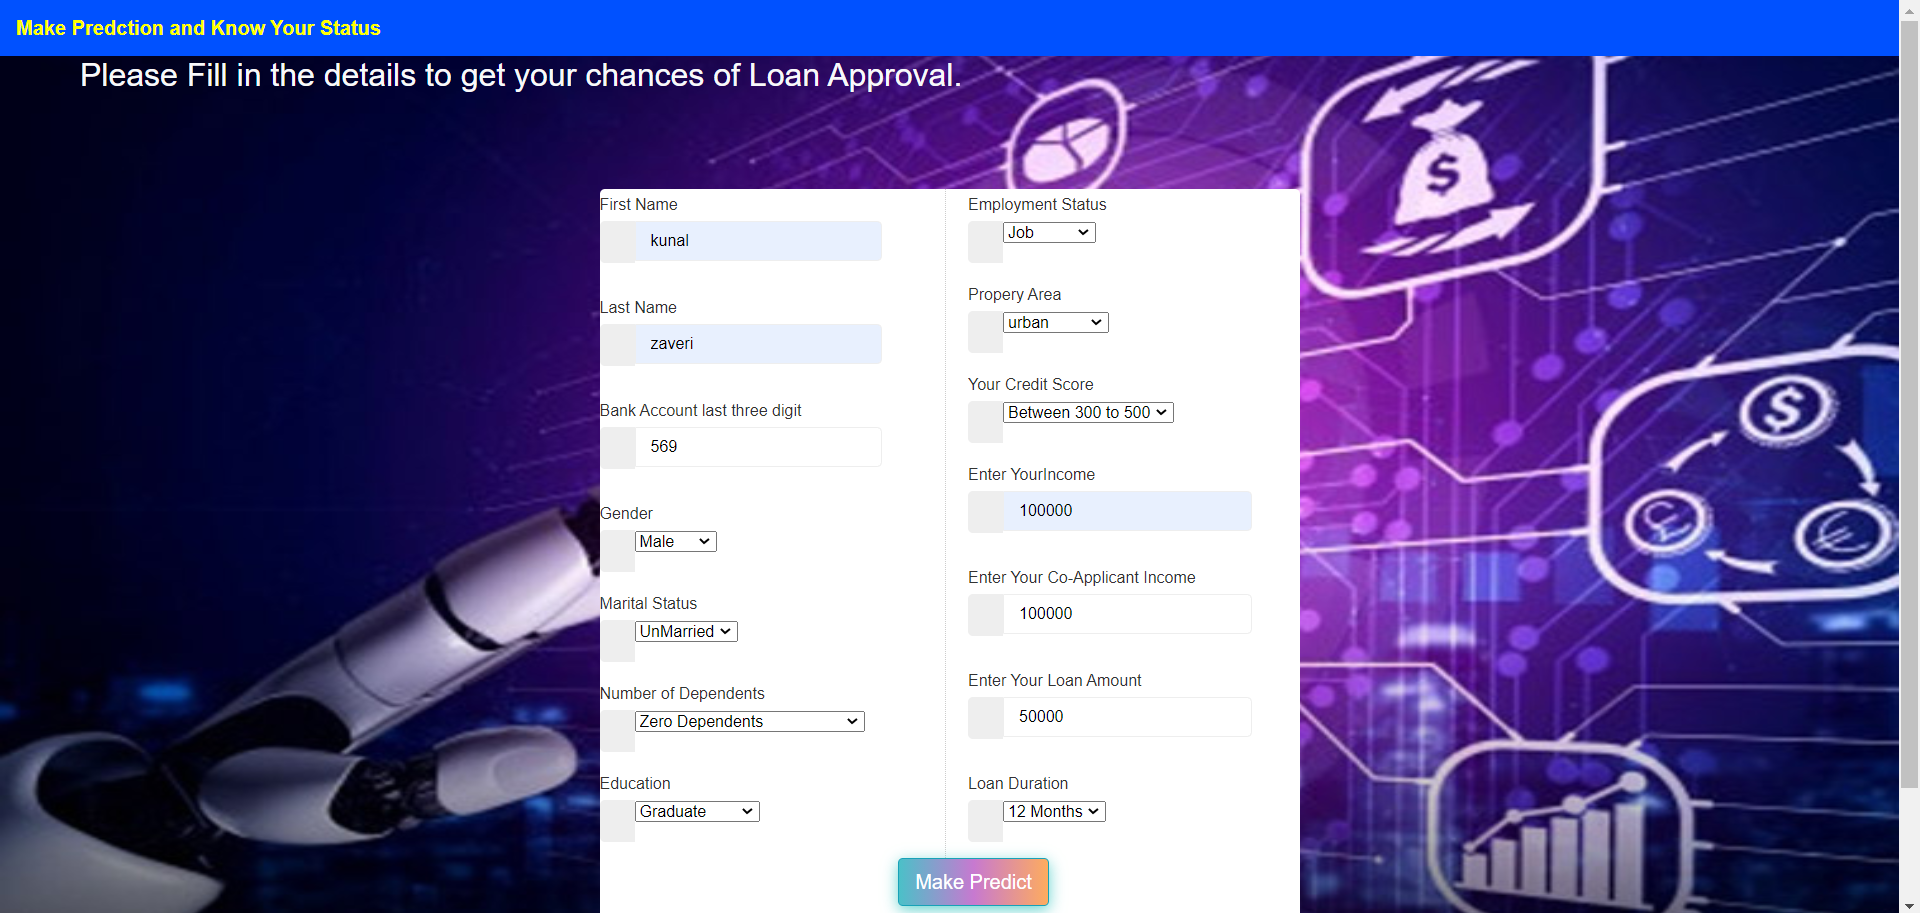 Make Predction and Know Your Status
Please Fill in the details to get your chances of Loan Approval.
First Name
kunal
Last Name
zaveri
Bank Account last three digit
569
Gender
Male
Marital Status
UnMarried
Number of Dependents
Zero Dependents
Education
Graduate
Employment Status
Job
Propery Area
urban
Your Credit Score
Between 300 to 500
Enter YourIncome
100000
Enter Your Co-Applicant Income
100000
Enter Your Loan Amount
50000
Loan Duration
12 Months
Make Predict